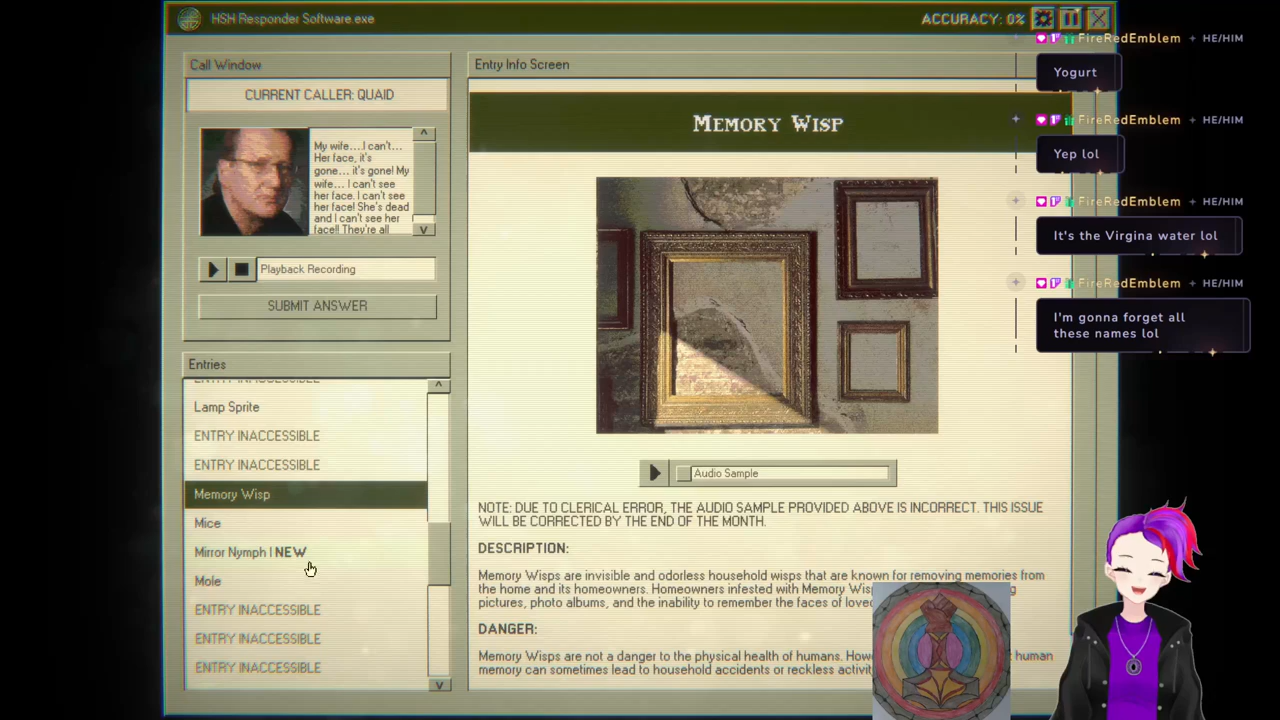 HSH Responder Software.exe
ACCURACY: 0%
Call Window
CURRENT CALLER: QUAID
My wife....I can't...
Her face, it's
gone... it's gone! My
wife... I can't see
her face. I can't see
her face! She's dead
and I can't see her
face!! They're all
Playback Recording
SUBMIT ANSWER
Entries
ENTRY INACCESSIBLE
Lamp Sprite
ENTRY INACCESSIBLE
ENTRY INACCESSIBLE
Memory Wisp
Mice
Mirror Nymph | NEW
Mole
ENTRY INACCESSIBLE
ENTRY INACCESSIBLE
ENTRY INACCESSIBLE
Entry Info Screen
MEMORY WISP
Audio Sample
NOTE: DUE TO CLERICAL ERROR, THE AUDIO SAMPLE PROVIDED ABOVE IS INCORRECT. THIS ISSUE
WILL BE CORRECTED BY THE END OF THE MONTH.
DESCRIPTION:
Memory Wisps are invisible and odorless household wisps that are known for removing memories from
the home and its homeowners. Homeowners infested with Memory Wis
pictures, photo albums, and the inability to remember the faces of love
DANGER:
Memory Wisps are not a danger to the physical health of humans. How human
memory can sometimes lead to household accidents or reckless activit
FireRedEmblem + HE/HIM
Yogurt
FireRedEmblem + HE/HIM
Yep lol
FireRedEmblem + HE/HIM
It's the Virgina water lol
FireRedEmblem + HE/HIM
I'm gonna forget all
these names lol